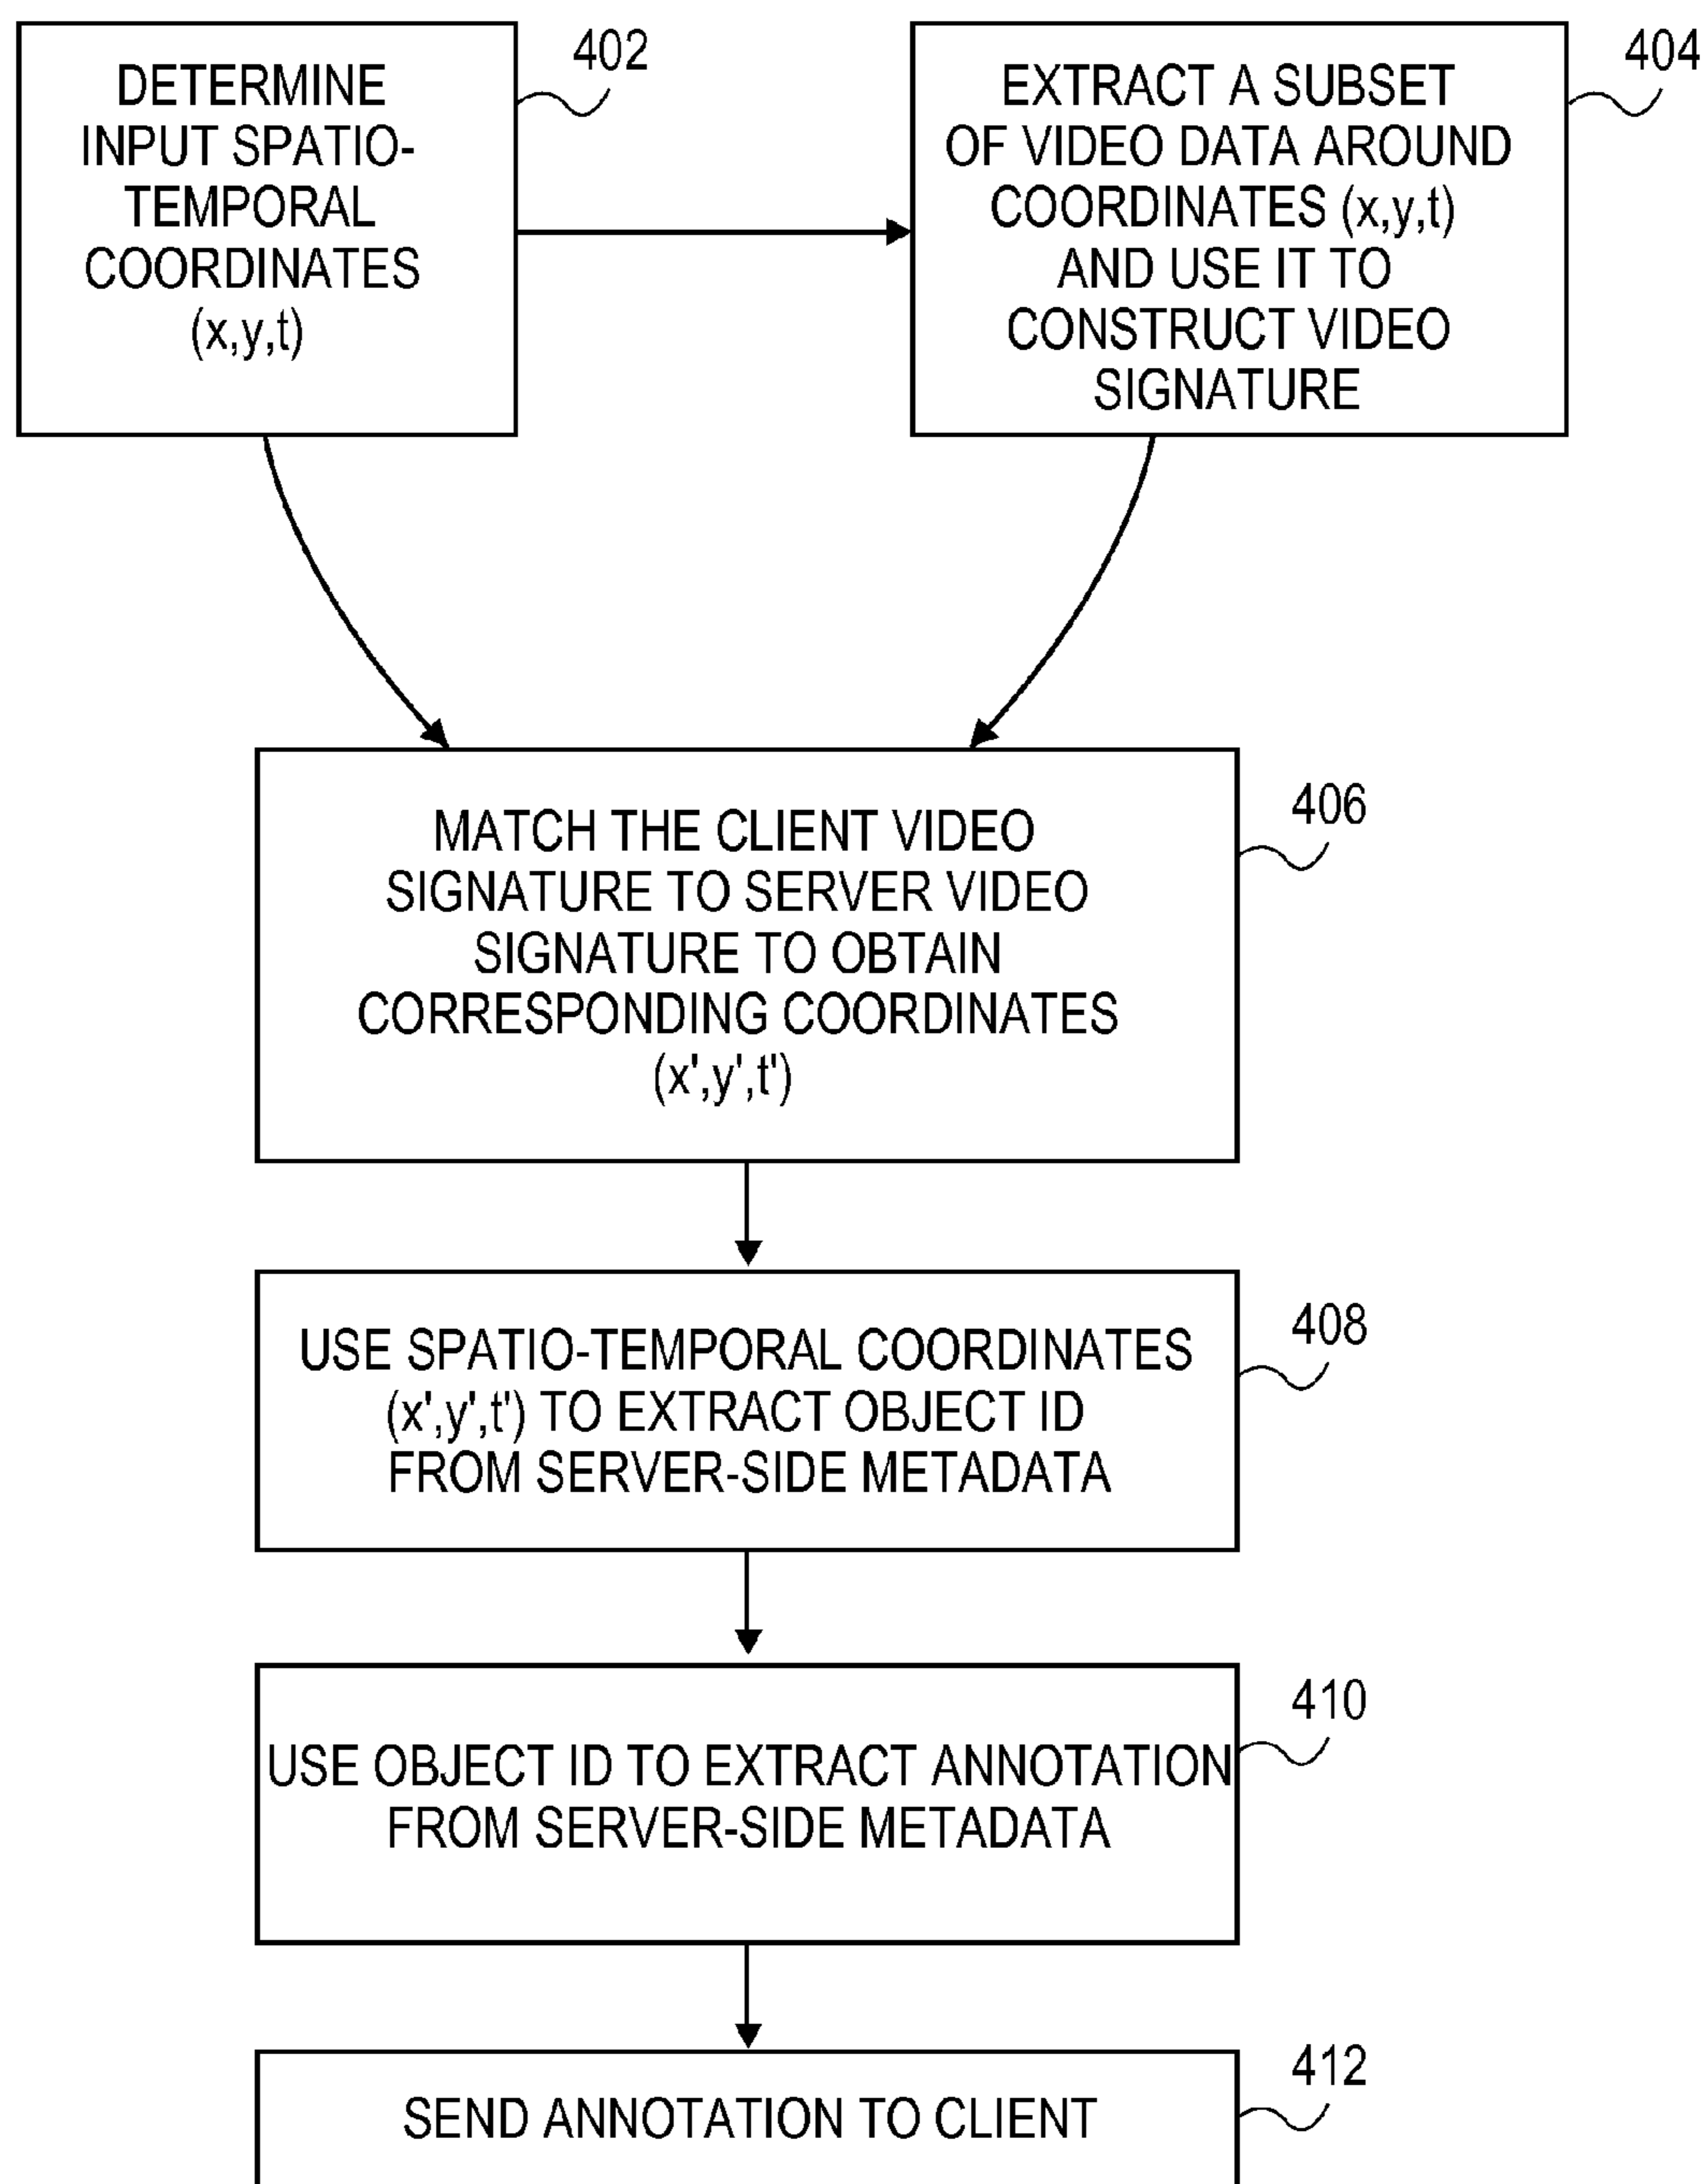 DETERMINE
INPUT SPATIO-
TEMPORAL
COORDINATES
(x,y,t)
402
EXTRACT A SUBSET
OF VIDEO DATA AROUND
COORDINATES (x,y,t)
AND USE IT TO
CONSTRUCT VIDEO
SIGNATURE
404
MATCH THE CLIENT VIDEO
SIGNATURE TO SERVER VIDEO
SIGNATURE TO OBTAIN
CORRESPONDING COORDINATES
(x',y',t')
406
USE SPATIO-TEMPORAL COORDINATES
(x',y',t') TO EXTRACT OBJECT ID
FROM SERVER-SIDE METADATA
408
USE OBJECT ID TO EXTRACT ANNOTATION
FROM SERVER-SIDE METADATA
410
SEND ANNOTATION TO CLIENT
412